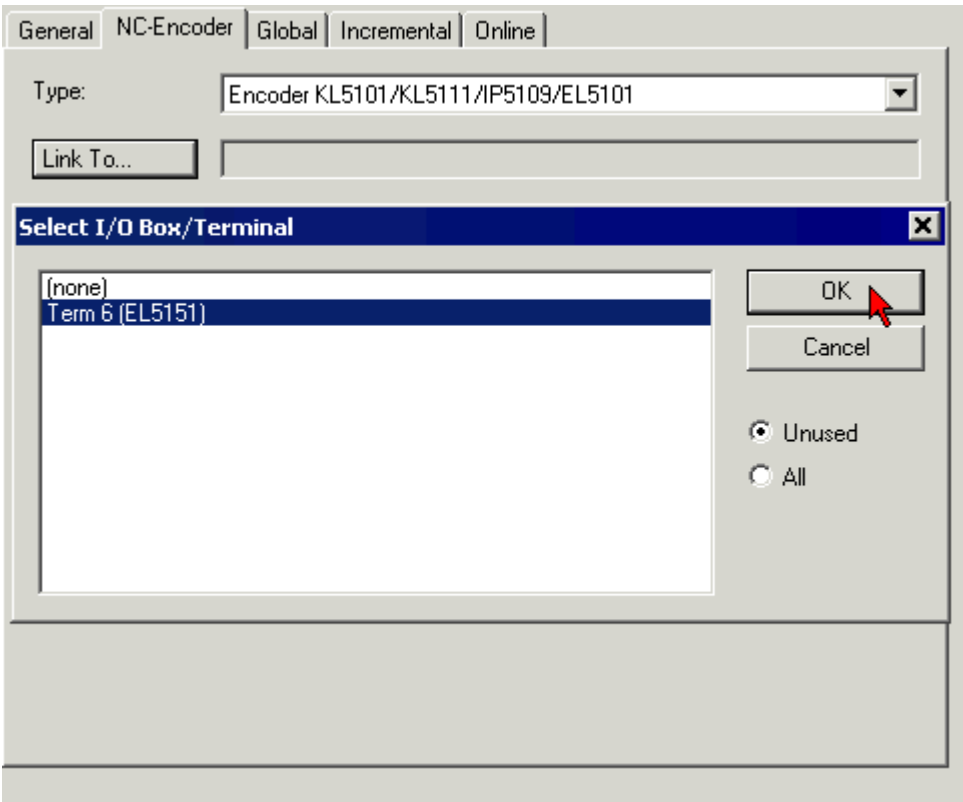 General NC-Encoder Global Incremental Online
Type: Encoder KL5101/KL5111/IP5109/EL5101
Link To...
Select I/O Box/Terminal
(none)
Term 6 (EL5151)
OK
Cancel
Unused
All